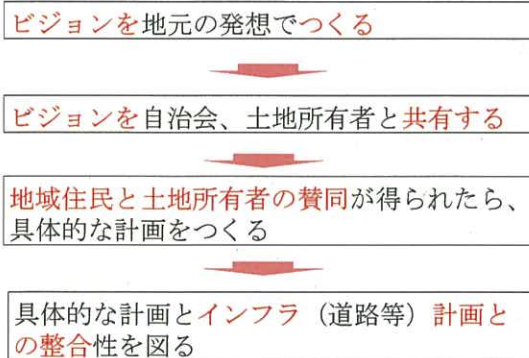 ビジョンを地元の発想でつくる
ビジョンを自治会、土地所有者と共有する
地域住民と土地所有者の賛同が得られたら、
具体的な計画をつくる
具体的な計画とインフラ（道路等）計画と
の整合性を図る